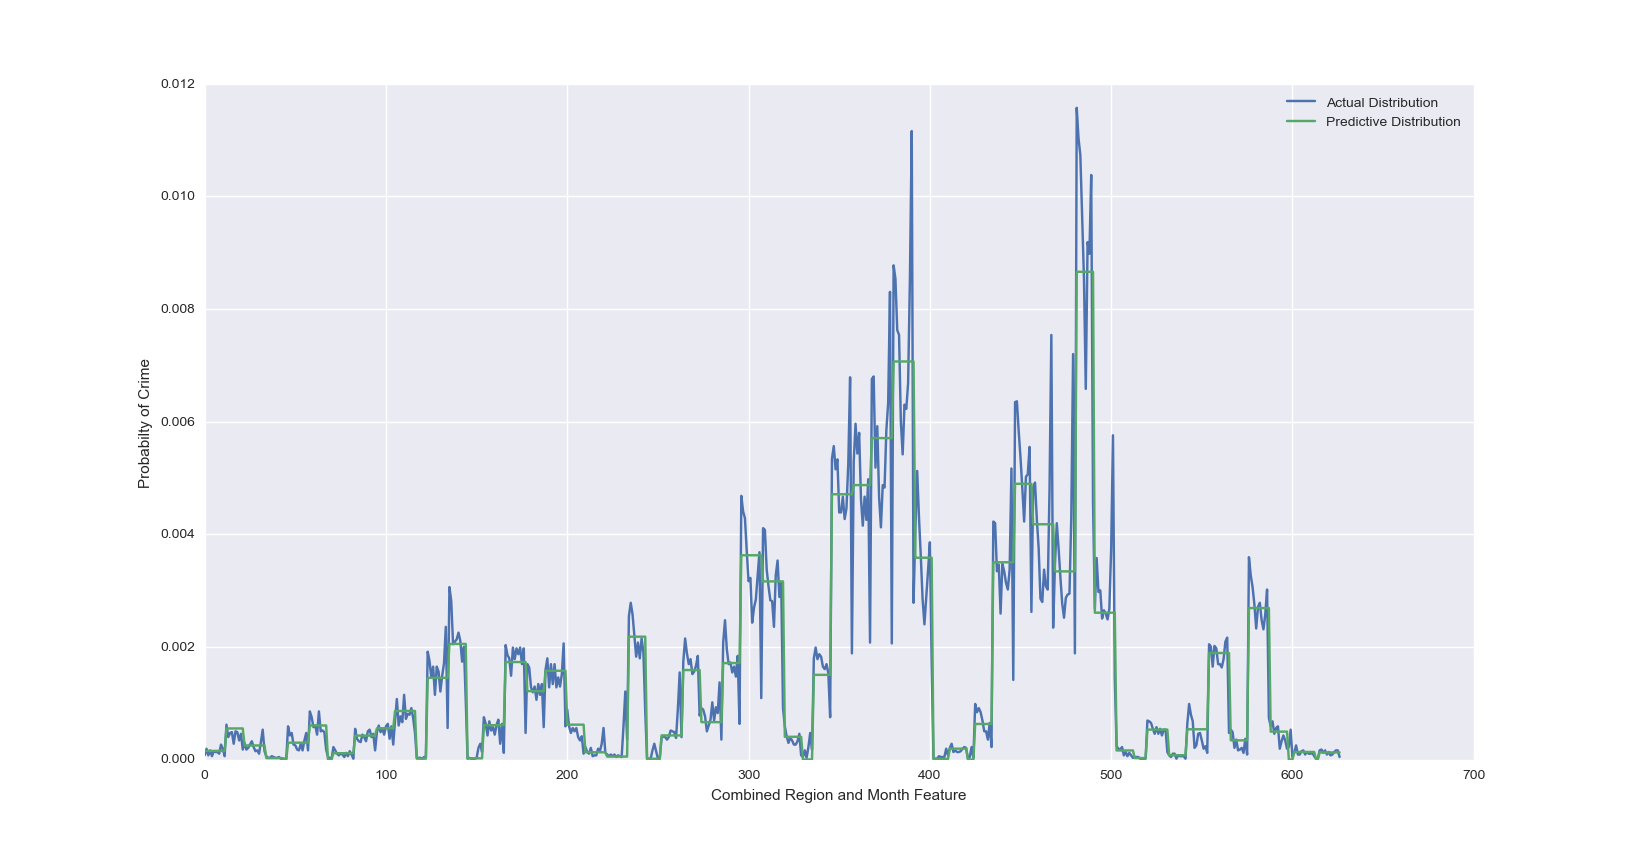 0.012
0.010
0.008
0.006
0.004
0.002
0.000
Probabilty of Crime
Actual Distribution
Predictive Distribution
0 100 200 300 400 500 600 700
Combined Region and Month Feature